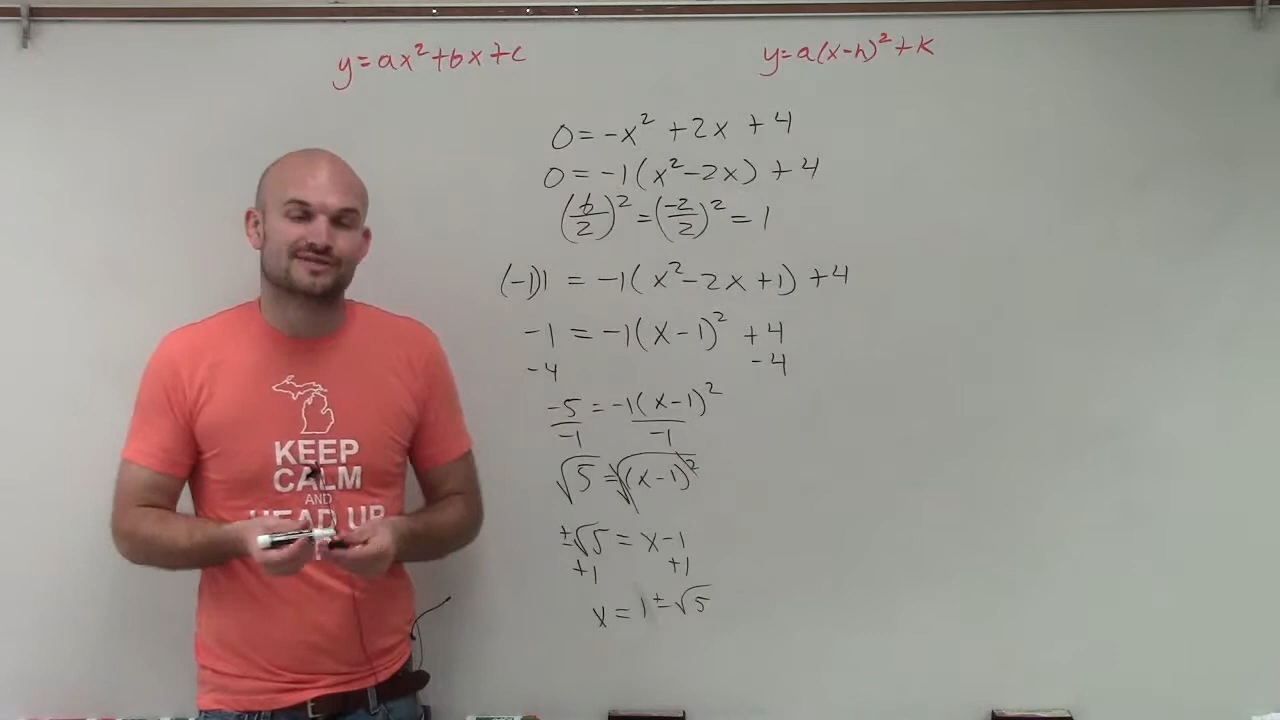 y=ax²+bx+c
y=a(x-h)²+k
0=-x²+2x+4
0=-1(x²-2x)+4
(b/2)²=(-2/2)²=1
(-1)1=-1(x²-2x+1)+4
-1=-1(x-1)²+4
-4 -4
-5/-1=-1(x-1)²/-1
√5=√(x-1)²
±√5=x-1
+1 +1
x=1±√5
KEEP
CALM
AND
HEAD UP